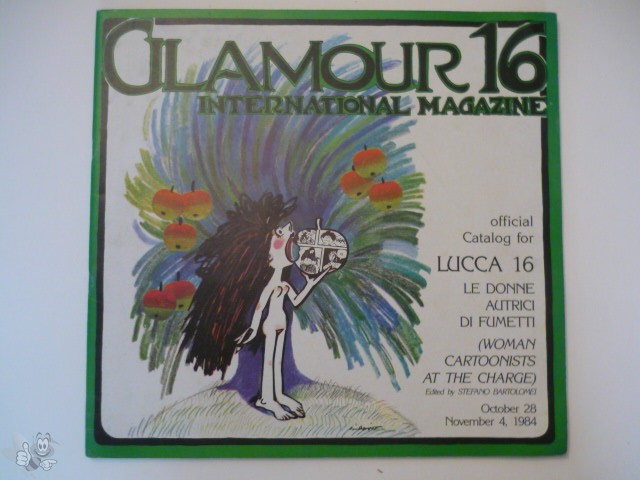 GLAMOUR 16
INTERNATIONAL MAGAZINE
official
Catalog for
LUCCA 16
LE DONNE
AUTRICI
DI FUMETTI
(WOMAN
CARTOONISTS
AT THE CHARGE)
Edited by STEFANO BARTOLOMEI
October 28
November 4, 1984